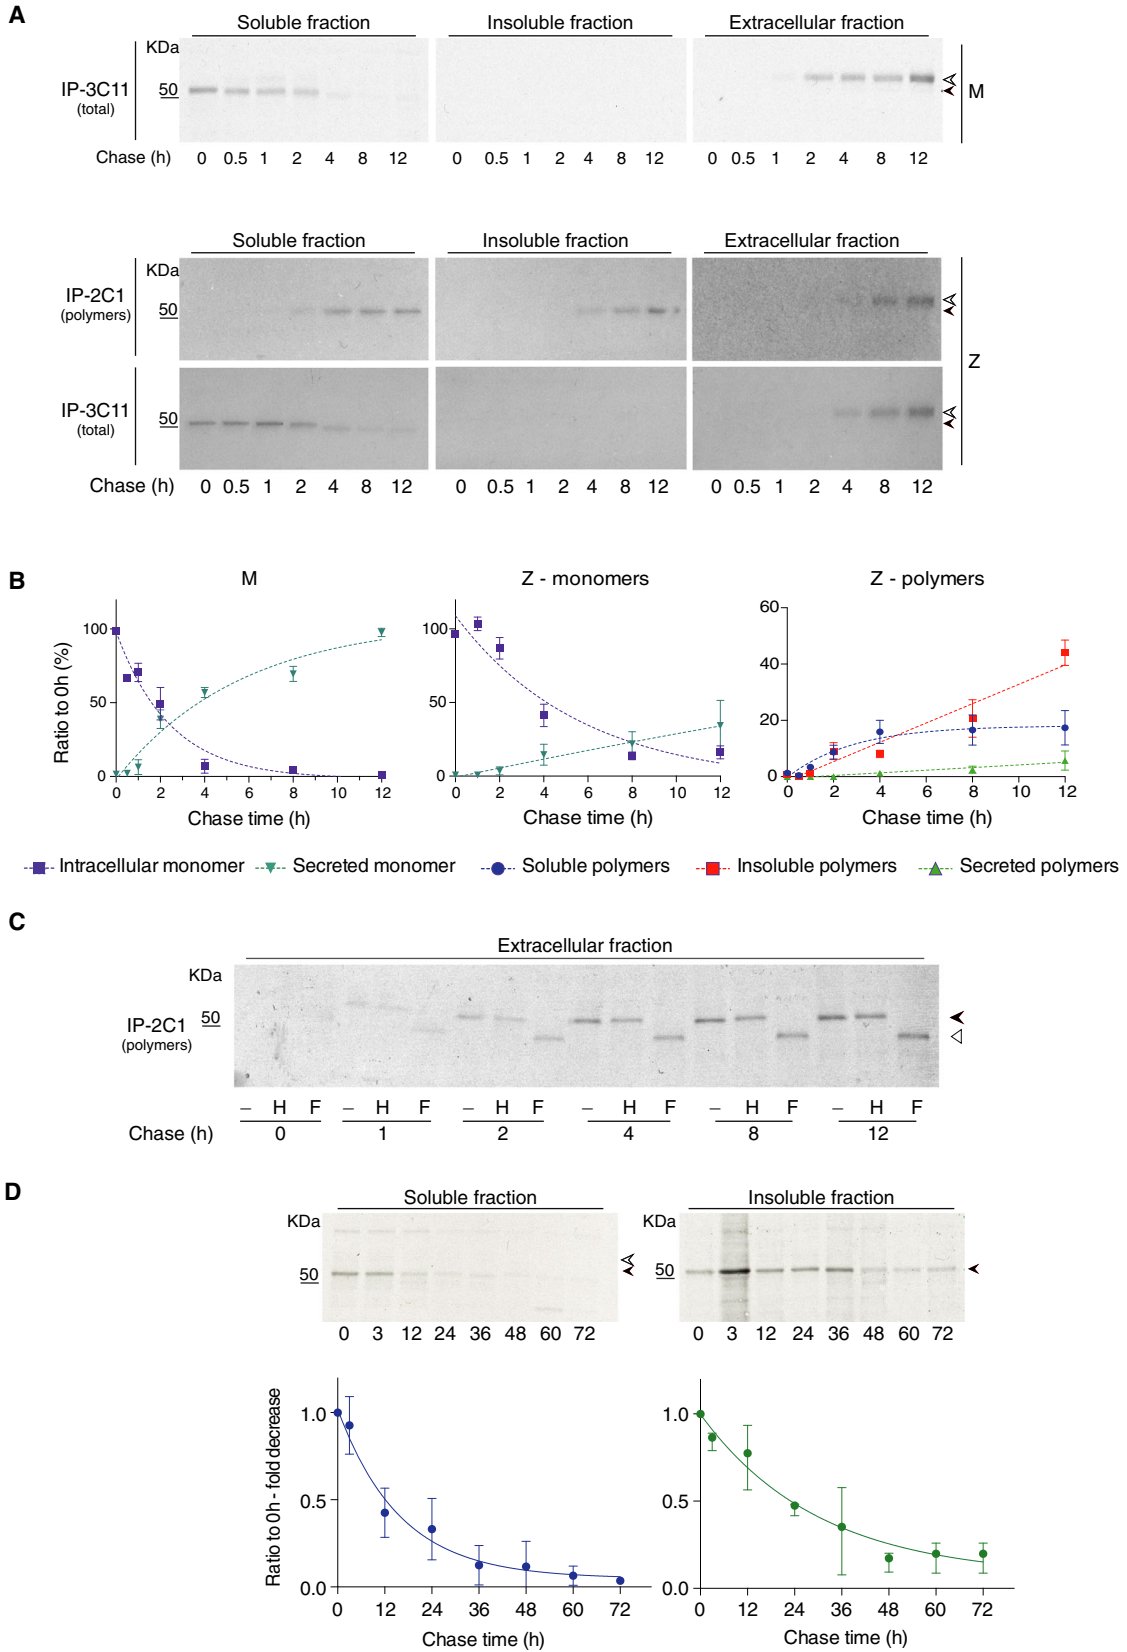 A
Soluble fraction Insoluble fraction Extracellular fraction
KDa
IP-3C11
(total)
50
M
Chase (h) 0 0.5 1 2 4 8 12 0 0.5 1 2 4 8 12 0 0.5 1 2 4 8 12
Soluble fraction Insoluble fraction Extracellular fraction
KDa
IP-2C1
(polymers)
50
Z
IP-3C11
(total)
50
Chase (h) 0 0.5 1 2 4 8 12 0 0.5 1 2 4 8 12 0 0.5 1 2 4 8 12
B
M Z - monomers Z - polymers
Ratio to 0h (%)
100
50
0
0 2 4 6 8 10 12
Chase time (h)
100
50
0
0 2 4 6 8 10 12
Chase time (h)
60
40
20
0
0 2 4 6 8 10 12
Chase time (h)
Intracellular monomer Secreted monomer Soluble polymers Insoluble polymers Secreted polymers
C
Extracellular fraction
KDa
IP-2C1
(polymers)
50
– H F – H F – H F – H F – H F – H F
Chase (h) 0 1 2 4 8 12
D
Soluble fraction Insoluble fraction
KDa
50
0 3 12 24 36 48 60 72
KDa
50
0 3 12 24 36 48 60 72
Ratio to 0h - fold decrease
1.0
0.5
0.0
0 12 24 36 48 60 72
Chase time (h)
1.0
0.5
0.0
0 12 24 36 48 60 72
Chase time (h)